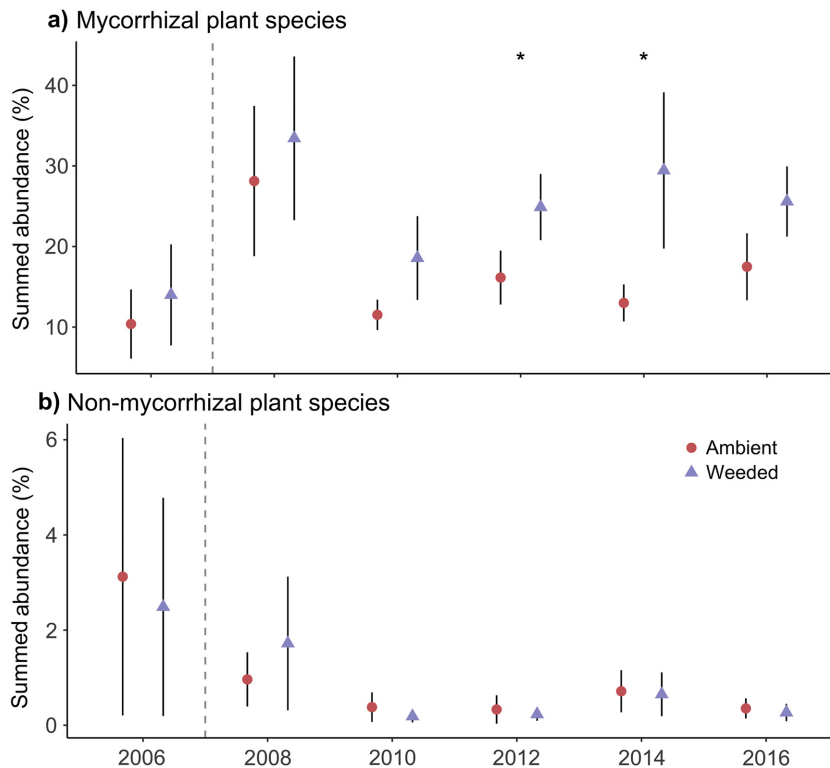 a) Mycorrhizal plant species
Summed abundance (%)
40
30
20
10
*
*
b) Non-mycorrhizal plant species
Summed abundance (%)
6
4
2
0
Ambient
Weeded
2006 2008 2010 2012 2014 2016